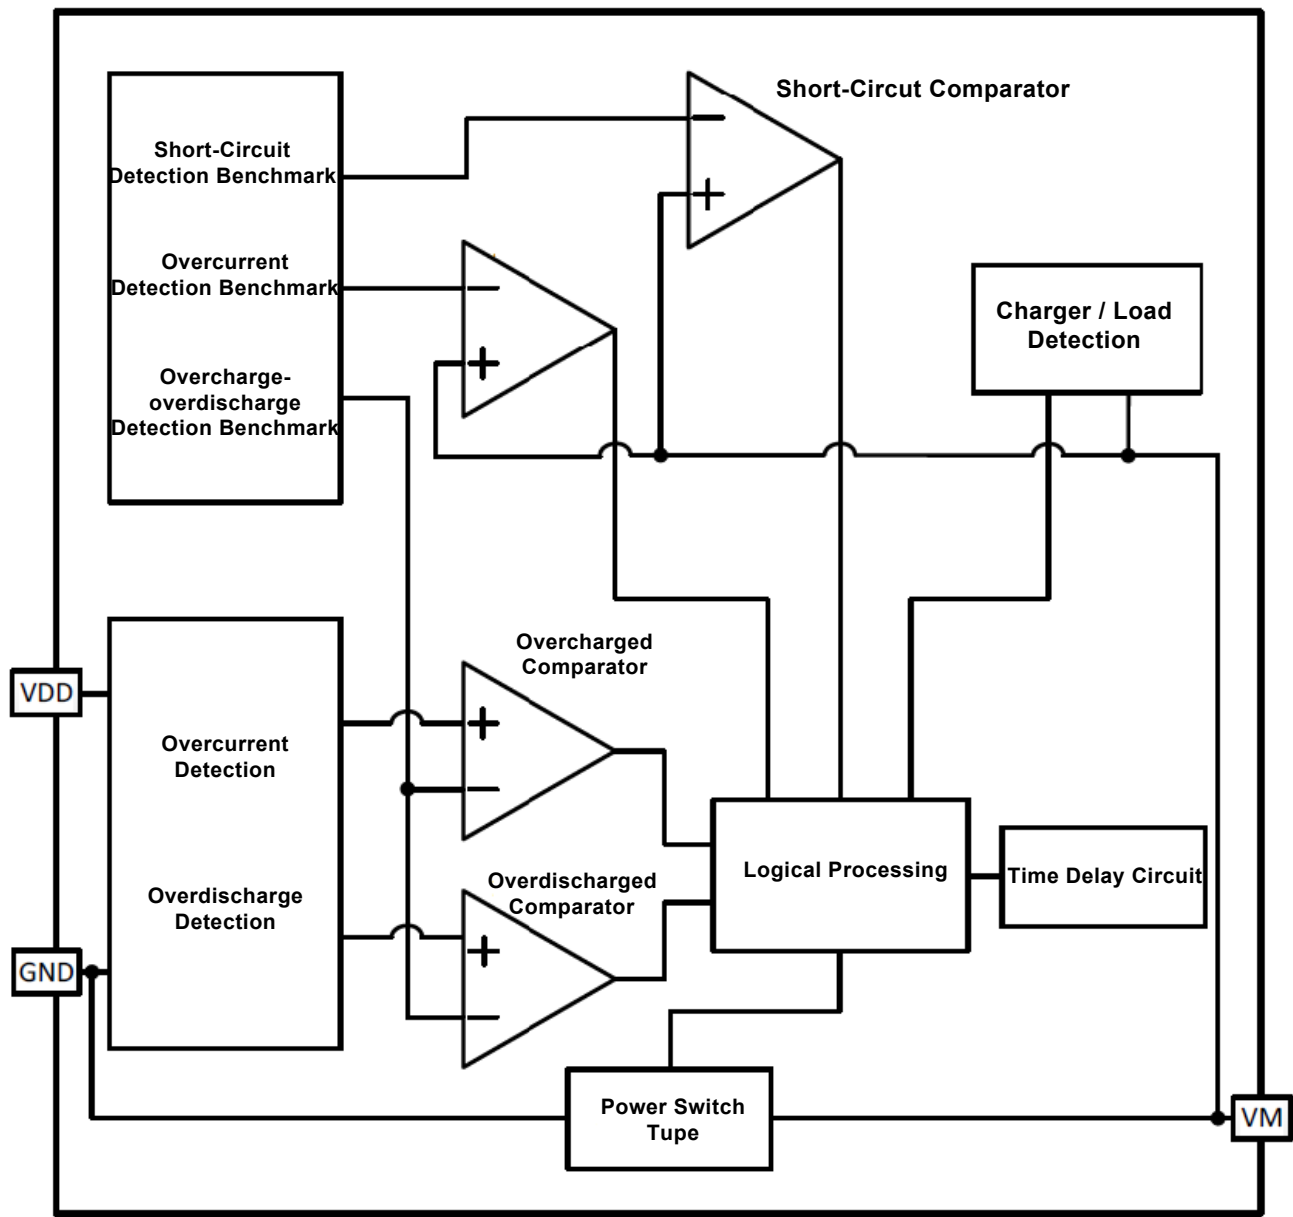 Short-Circut Comparator
Short-Circuit
Detection Benchmark
Overcurrent
Detection Benchmark
Overcharge-
overdischarge
Detection Benchmark
Charger / Load
Detection
VDD
Overcurrent
Detection
Overdischarge
Detection
GND
Overcharged
Comparator
Overdischarged
Comparator
Logical Processing
Time Delay Circuit
Power Switch
Tupe
VM